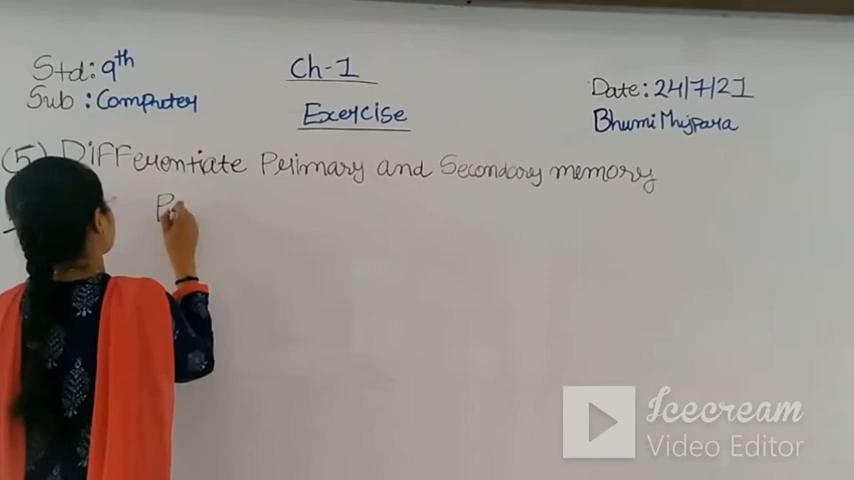 Std: 9th
Sub: Computer
Ch-1
Exercise
Date: 24/7/21
Bhumi Mujpara
(5) Differentiate Primary and Secondary memory
P
Icecream
Video Editor